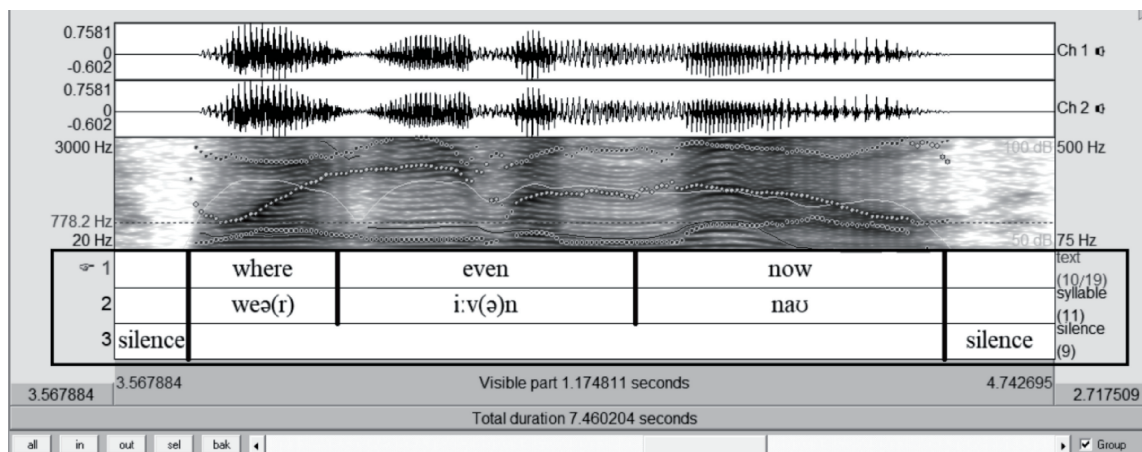 0.7581
0
-0.602
Ch 1
0.7581
0
-0.602
Ch 2
3000 Hz
100 dB 500 Hz
778.2 Hz
20 Hz
50 dB 75 Hz
1 where even now text
(10/19)
2 weə(r) iːv(ə)n naʊ syllable
(11)
3 silence silence silence
(9)
3.567884 Visible part 1.174811 seconds 4.742695
3.567884 2.717509
Total duration 7.460204 seconds
all in out sel bak Group